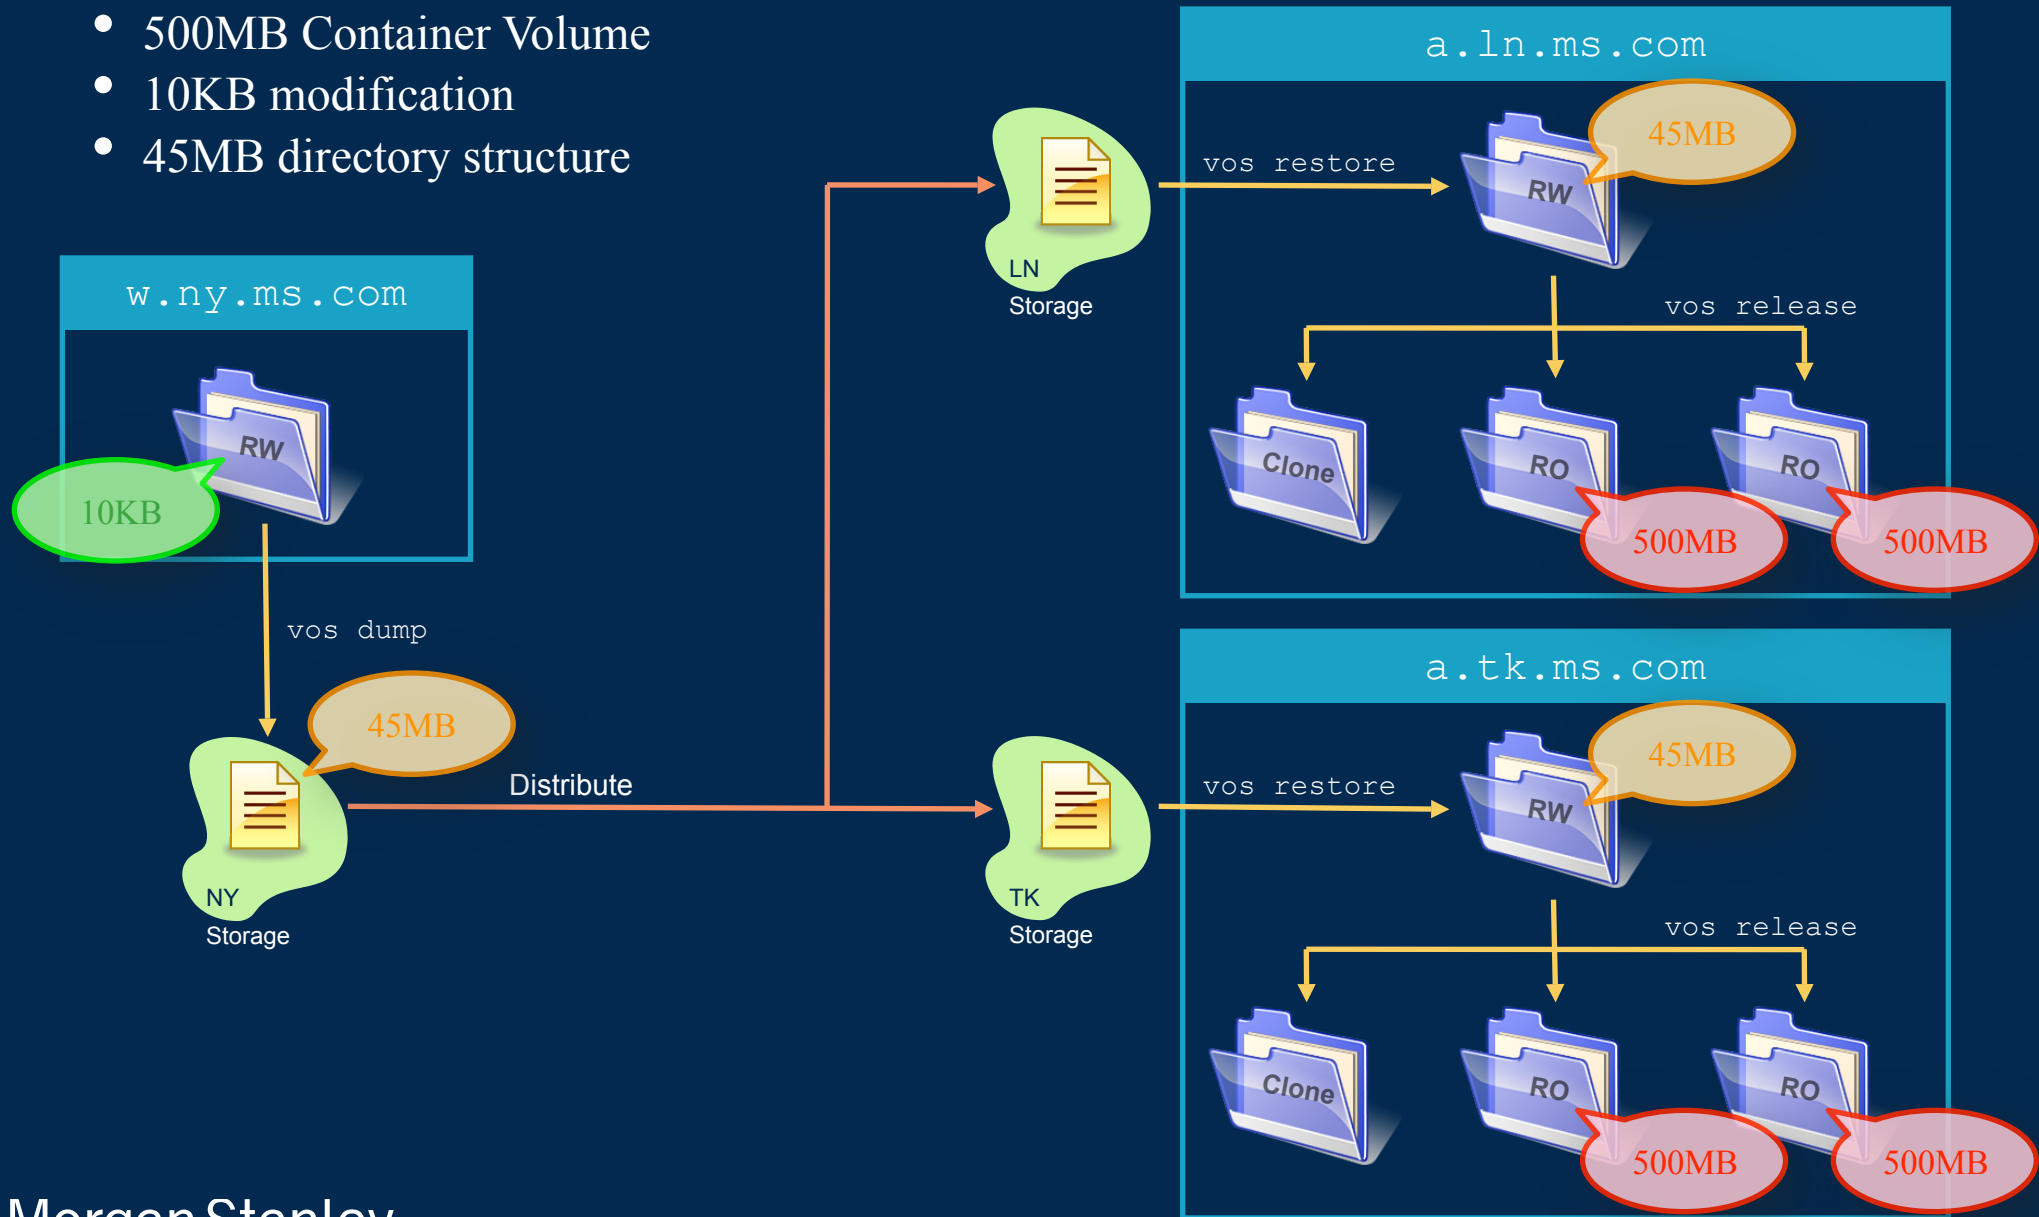 • 500MB Container Volume
• 10KB modification
• 45MB directory structure
w.ny.ms.com
RW
10KB
vos dump
45MB
NY
Storage
Distribute
LN
Storage
vos restore
a.ln.ms.com
45MB
RW
vos release
Clone
RO
RO
500MB
500MB
TK
Storage
vos restore
a.tk.ms.com
45MB
RW
vos release
Clone
RO
RO
500MB
500MB
Morgan Stanley